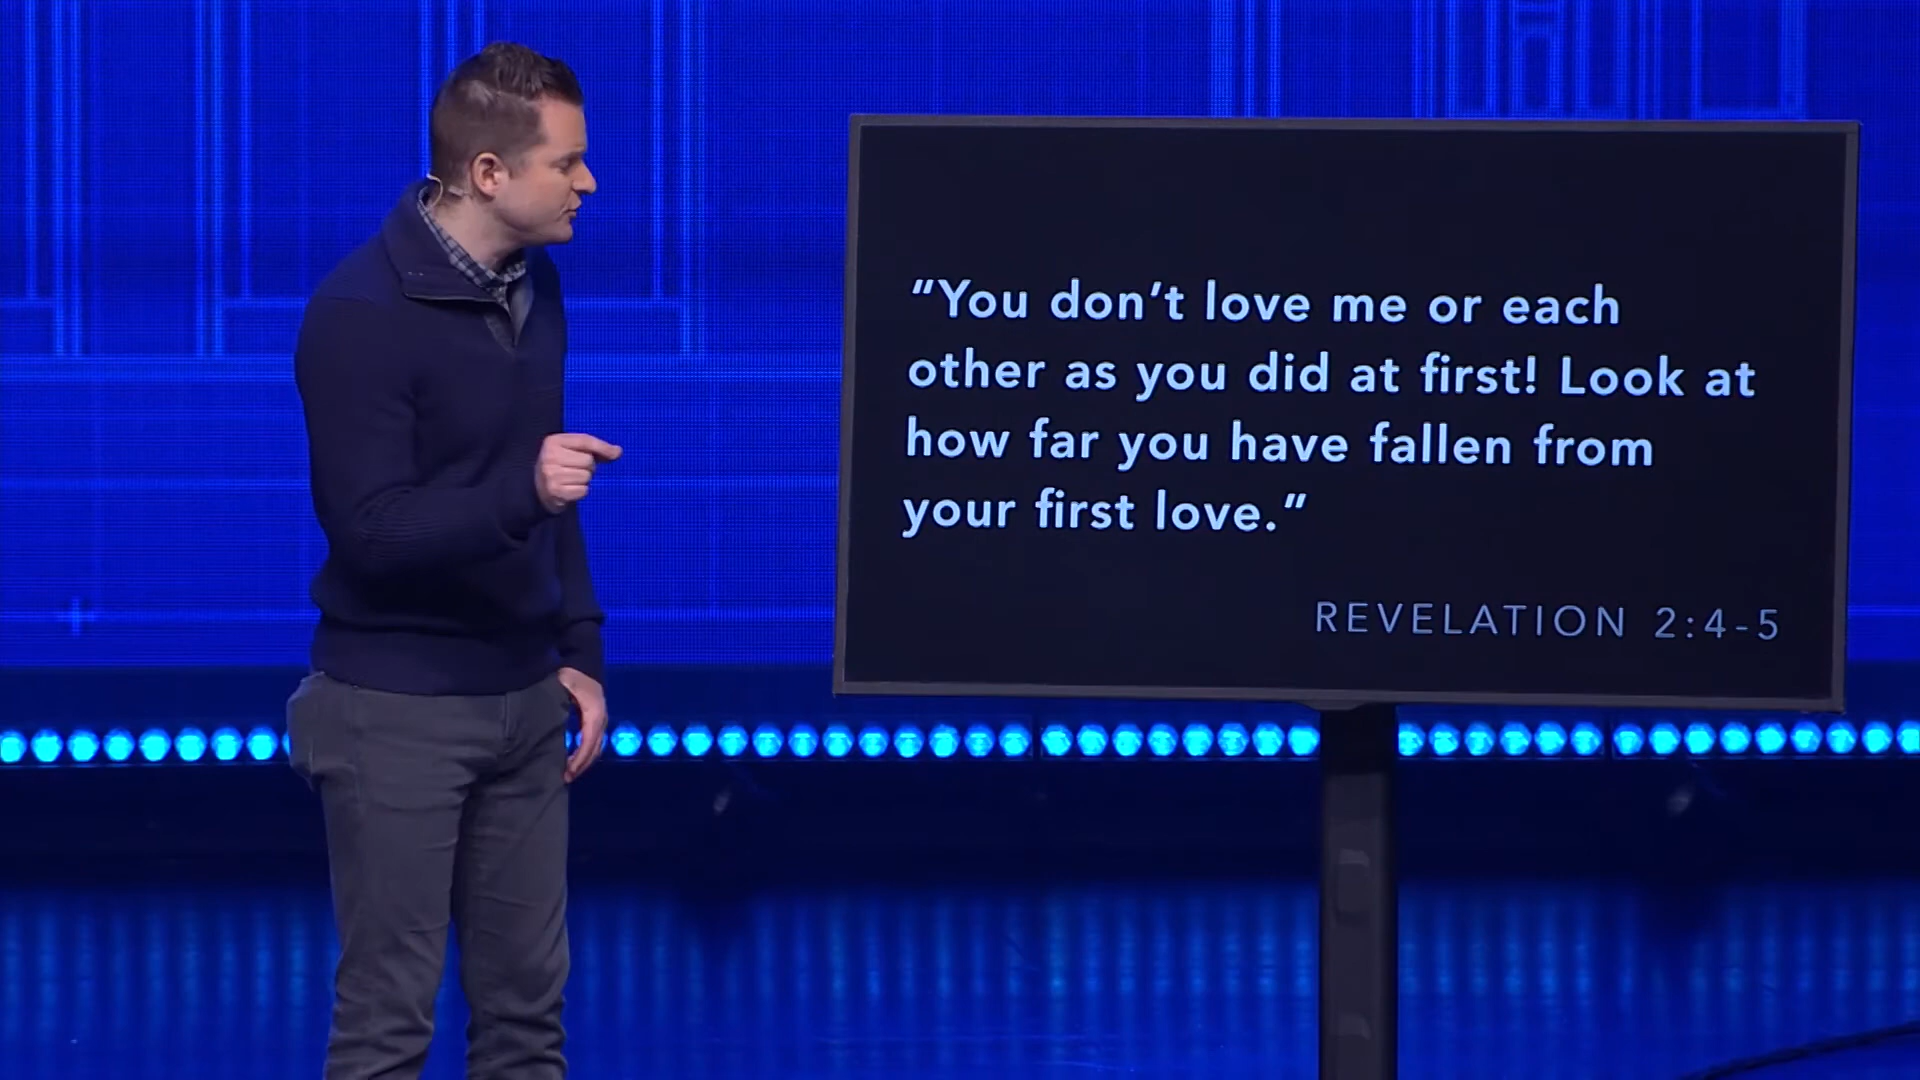 “You don’t love me or each
other as you did at first! Look at
how far you have fallen from
your first love.”
REVELATION 2:4-5